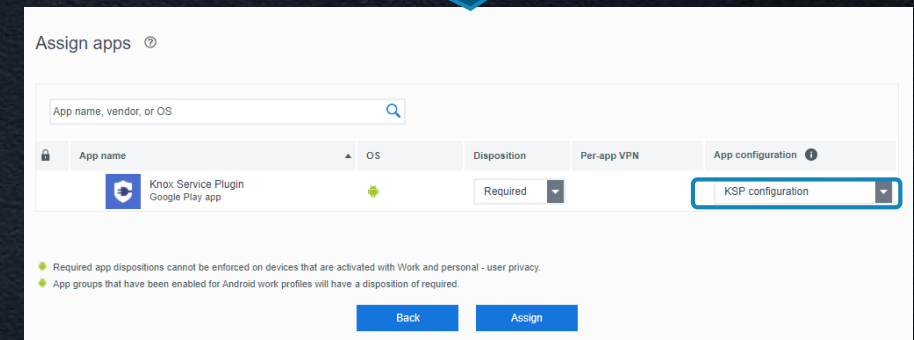 Assign apps ?
App name, vendor, or OS
App name OS Disposition Per-app VPN App configuration i
Knox Service Plugin
Google Play app
Required
KSP configuration
Required app dispositions cannot be enforced on devices that are activated with Work and personal - user privacy.
App groups that have been enabled for Android work profiles will have a disposition of required.
Back Assign